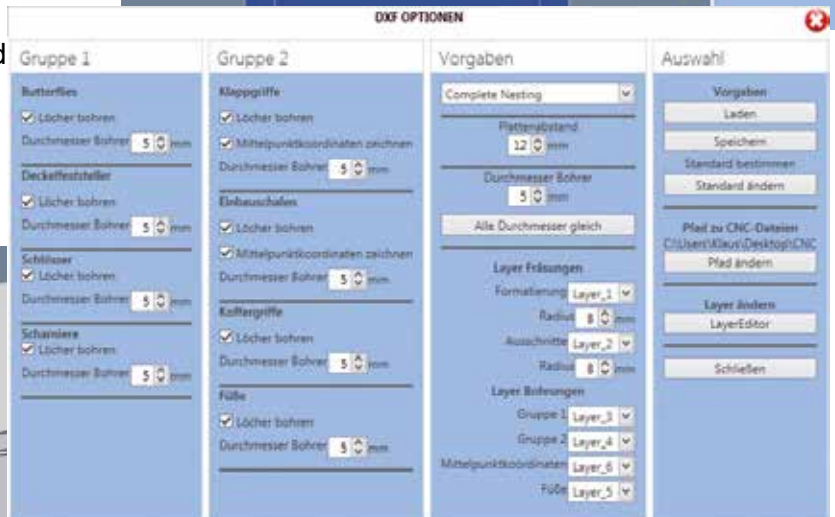 DXF OPTIONEN
d
Gruppe 1
Butterflies
Löcher bohren
Durchmesser Bohrer 5 mm
Deckelfeststeller
Löcher bohren
Durchmesser Bohrer 5 mm
Schlösser
Löcher bohren
Durchmesser Bohrer 5 mm
Scharniere
Löcher bohren
Durchmesser Bohrer 5 mm
Gruppe 2
Klappgriffe
Löcher bohren
Mittelpunktkoordinaten zeichnen
Durchmesser Bohrer 5 mm
Einbauschalen
Löcher bohren
Mittelpunktkoordinaten zeichnen
Durchmesser Bohrer 5 mm
Koffergriffe
Löcher bohren
Durchmesser Bohrer 5 mm
Füße
Löcher bohren
Durchmesser Bohrer 5 mm
Vorgaben
Complete Nesting
Plattenabstand
12 mm
Durchmesser Bohrer
5 mm
Alle Durchmesser gleich
Layer Fräsungen
Formatierung Layer_1
Radius 8 mm
Ausschnitte Layer_2
Radius 8 mm
Layer Bohrungen
Gruppe 1 Layer_3
Gruppe 2 Layer_4
Mittelpunktkoordinaten Layer_6
Füße Layer_5
Auswahl
Vorgaben
Laden
Speichern
Standard bestimmen
Standard ändern
Pfad zu CNC-Dateien
C:\Users\Klaus\Desktop\CNC
Pfad ändern
Layer ändern
LayerEditor
Schließen